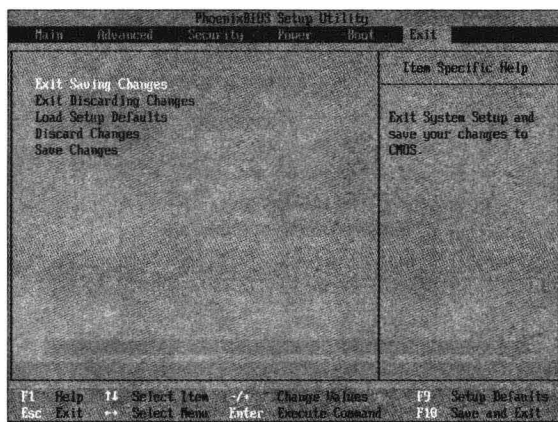 PhoenixBIOS Setup Utility
Main Advanced Security Power Boot Exit
Item Specific Help
Exit Saving Changes
Exit Discarding Changes
Load Setup Defaults
Discard Changes
Save Changes
Exit System Setup and
save your changes to
CMOS.
F1 Help ↑↓ Select Item -/+ Change Values F9 Setup Defaults
Esc Exit ↔ Select Menu Enter Execute Command F10 Save and Exit